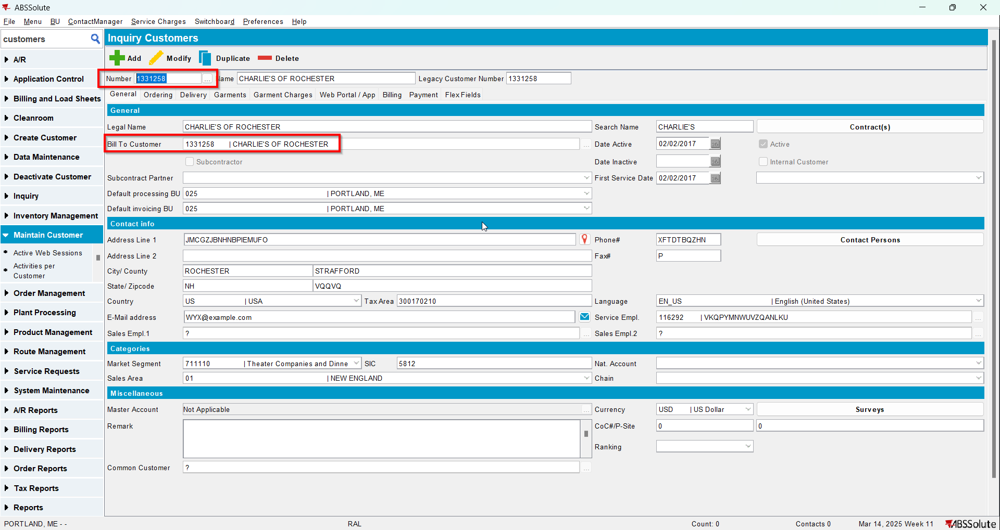 ABSSolute
File Menu BU ContactManager Service Charges Switchboard Preferences Help
customers
Inquiry Customers
Add Modify Duplicate Delete
Number 1331258 ... Name CHARLIE'S OF ROCHESTER Legacy Customer Number 1331258
General Ordering Delivery Garments Garment Charges Web Portal / App Billing Payment Flex Fields
A/R
Application Control
Billing and Load Sheets
Cleanroom
Create Customer
Data Maintenance
Deactivate Customer
Inquiry
Inventory Management
Maintain Customer
Active Web Sessions
Activities per
Customer
Order Management
Plant Processing
Product Management
Route Management
Service Requests
System Maintenance
A/R Reports
Billing Reports
Delivery Reports
Order Reports
Tax Reports
Reports
General
Legal Name CHARLIE'S OF ROCHESTER Search Name CHARLIE'S Contract(s)
Bill To Customer 1331258 | CHARLIE'S OF ROCHESTER ... Date Active 02/02/2017 16 Active
Subcontractor Date Inactive 16 Internal Customer
Subcontract Partner First Service Date 02/02/2017 16
Default processing BU 025 | PORTLAND, ME
Default invoicing BU 025 | PORTLAND, ME
Contact info
Address Line 1 JMCGZJBNHNBPIEMUFO Phone# XFTDTBQZHN Contact Persons
Address Line 2 Fax# P
City/ County ROCHESTER STRAFFORD
State/ Zipcode NH VQQVQ
Country US | USA Tax Area 300170210 Language EN_US | English (United States)
E-Mail address WYX@example.com Service Empl. 116292 | VKQPYMNWUVZQANLKU ...
Sales Empl.1 ? ... Sales Empl.2 ? ...
Categories
Market Segment 711110 | Theater Companies and Dinne SIC 5812 Nat. Account
Sales Area 01 | NEW ENGLAND Chain
Miscellaneous
Master Account Not Applicable ... Currency USD | US Dollar Surveys
Remark CoC#/P-Site 0 0
Ranking
Common Customer ? ...
PORTLAND, ME - - RAL Count: 0 Contacts 0 Mar 14, 2025 Week 11 ABSSolute